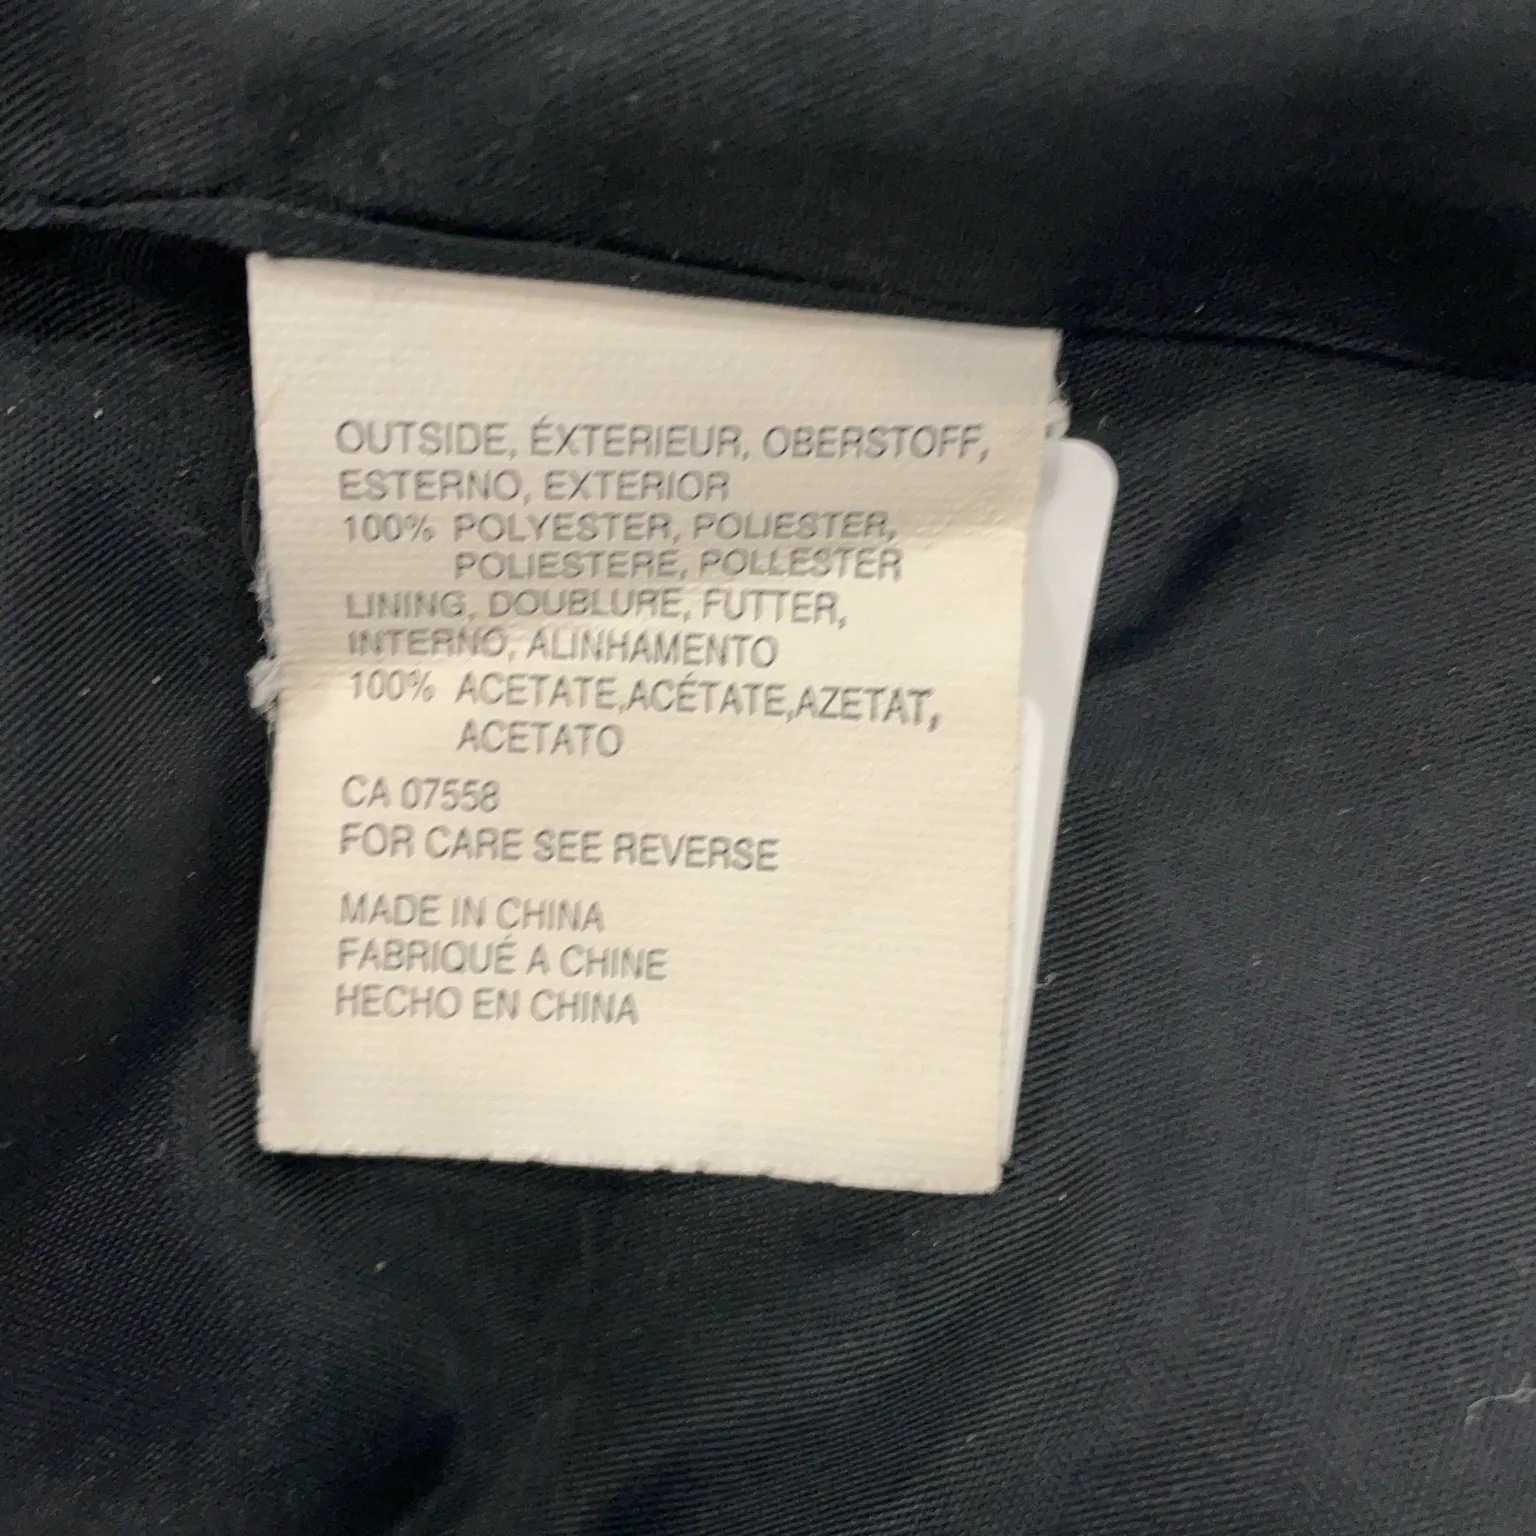 OUTSIDE, ÉXTERIEUR, OBERSTOFF,
ESTERNO, EXTERIOR
100% POLYESTER, POLIESTER,
POLIESTERE, POLLESTER
LINING, DOUBLURE, FUTTER,
INTERNO, ALINHAMENTO
100% ACETATE,ACÉTATE,AZETAT,
ACETATO
CA 07558
FOR CARE SEE REVERSE
MADE IN CHINA
FABRIQUÉ A CHINE
HECHO EN CHINA